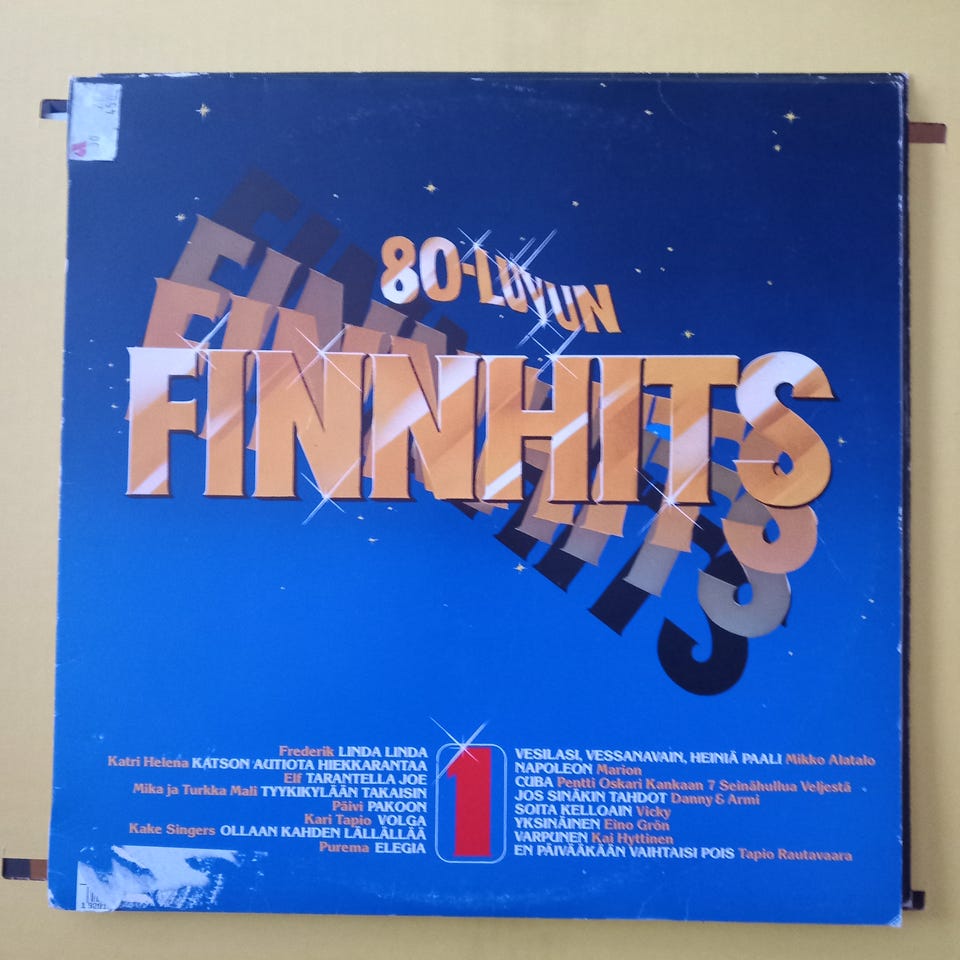 80-LUVUN
FINNHITS
Frederik LINDA LINDA
Katri Helena KATSON AUTIOTA HIEKKARANTAA
Elf TARANTELLA JOE
Mika ja Turkka Mali TYYKIKYLÄÄN TAKAISIN
Päivi PAKOON
Kari Tapio VOLGA
Kake Singers OLLAAN KAHDEN LÄLLÄLLÄÄ
Purema ELEGIA
1
VESILASI, VESSANAVAIN, HEINIÄ PAALI Mikko Alatalo
NAPOLEON Marion
CUBA Pentti Oskari Kankaan 7 Seinähullua Veljestä
JOS SINÄKIN TAHDOT Danny & Armi
SOITA KELLOAIN Vicky
YKSINÄINEN Eino Grön
VARPUNEN Kai Hyttinen
EN PÄIVÄÄKÄÄN VAIHTAISI POIS Tapio Rautavaara